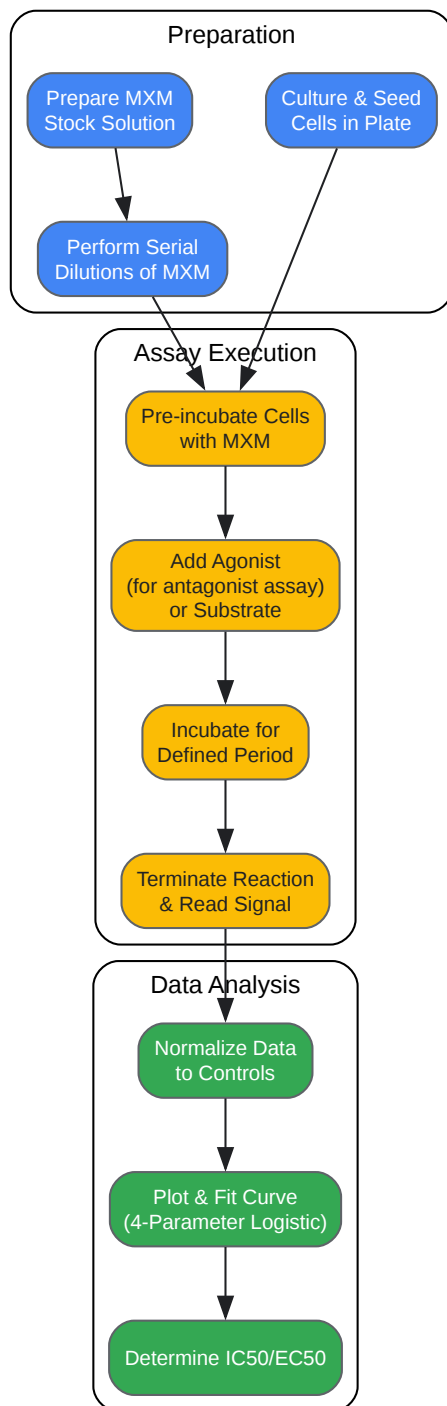 Preparation
Prepare MXM
Stock Solution
Culture & Seed
Cells in Plate
Perform Serial
Dilutions of MXM
Assay Execution
Pre-incubate Cells
with MXM
Add Agonist
(for antagonist assay)
or Substrate
Incubate for
Defined Period
Terminate Reaction
& Read Signal
Data Analysis
Normalize Data
to Controls
Plot & Fit Curve
(4-Parameter Logistic)
Determine IC50/EC50